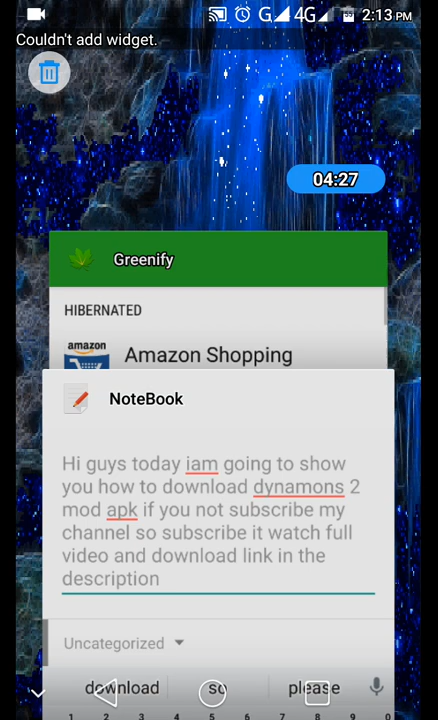 G 4G 55 2:13 PM
Couldn't add widget.
04:27
Greenify
HIBERNATED
amazon
Amazon Shopping
NoteBook
Hi guys today iam going to show
you how to download dynamons 2
mod apk if you not subscribe my
channel so subscribe it watch full
video and download link in the
description
Uncategorized
download so please
1 2 3 4 5 6 7 8 9 0